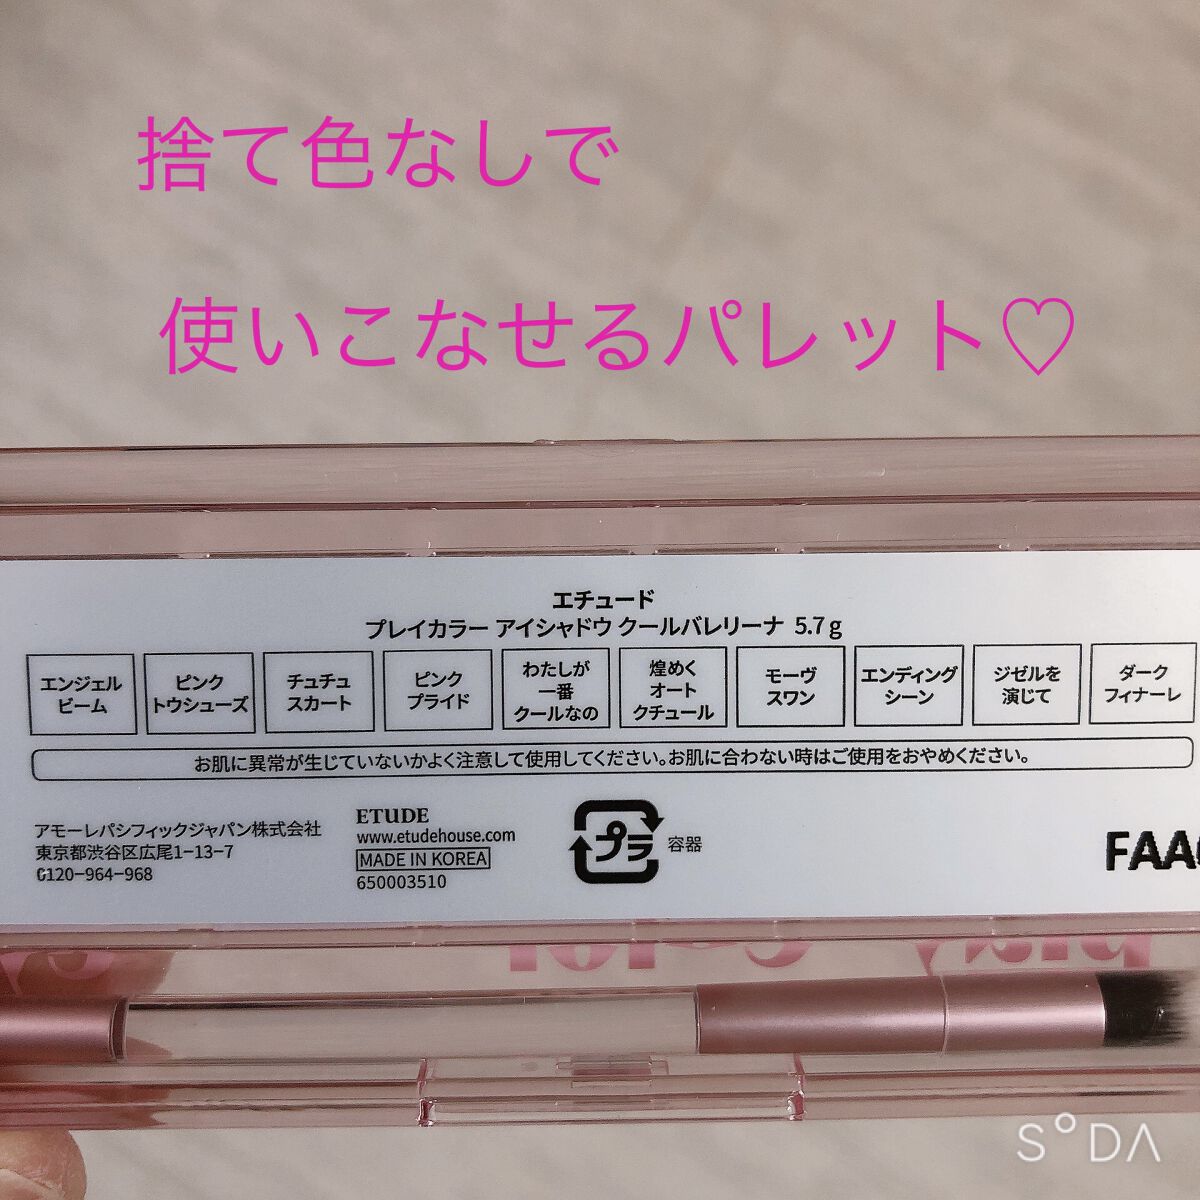 捨て色なしで
使いこなせるパレット♡
エチュード
プレイカラー アイシャドウ クールバレリーナ 5.7g
エンジェル
ビーム
ピンク
トウシューズ
チュチュ
スカート
ピンク
プライド
わたしが
一番
クールなの
煌めく
オート
クチュール
モーヴ
スワン
エンディング
シーン
ジゼルを
演じて
ダーク
フィナーレ
お肌に異常が生じていないかよく注意して使用してください。お肌に合わない時はご使用をおやめください。
アモーレパシフィックジャパン株式会社
東京都渋谷区広尾1-13-7
0120-964-968
ETUDE
www.etudehouse.com
MADE IN KOREA
650003510
プラ
容器
SODA